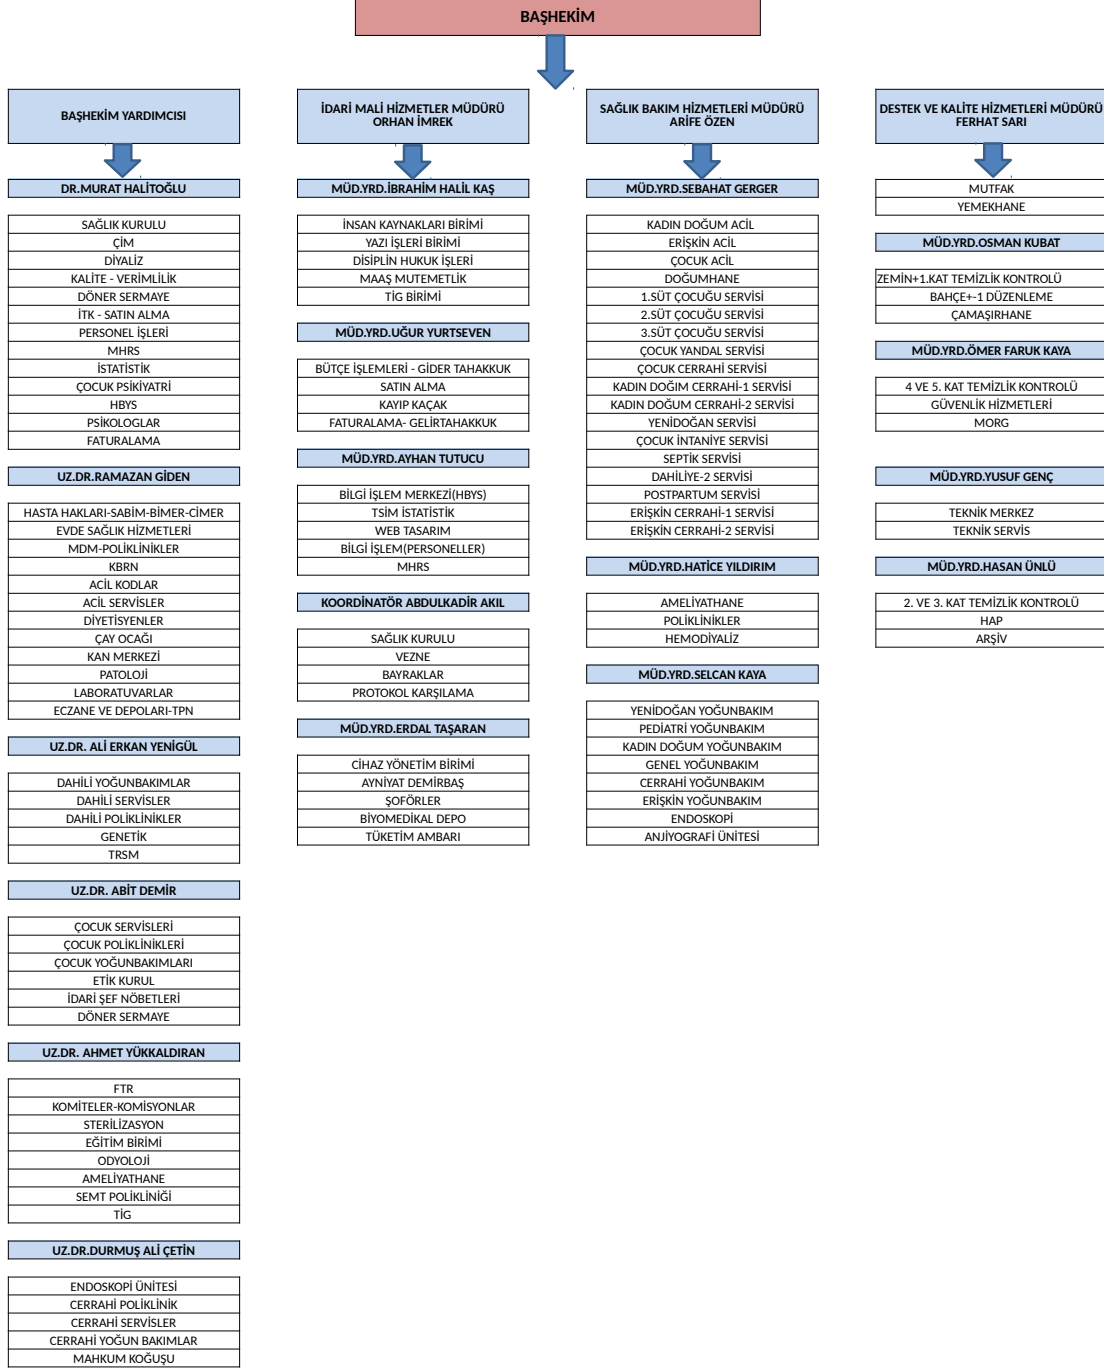 BAŞHEKİM
BAŞHEKİM YARDIMCISI
DR.MURAT HALİTOĞLU
SAĞLIK KURULU
ÇİM
DİYALİZ
KALİTE - VERİMLİLİK
DÖNER SERMAYE
İTK - SATIN ALMA
PERSONEL İŞLERİ
MHRS
İSTATİSTİK
ÇOCUK PSİKİYATRİ
HBYS
PSİKOLOGLAR
FATURALAMA
UZ.DR.RAMAZAN GİDEN
HASTA HAKLARI-SABİM-BİMER-CİMER
EVDE SAĞLIK HİZMETLERİ
MDM-POLİKLİNİKLER
KBRN
ACİL KODLAR
ACİL SERVİSLER
DİYETİSYENLER
ÇAY OCAĞI
KAN MERKEZİ
PATOLOJİ
LABORATUVARLAR
ECZANE VE DEPOLARI-TPN
UZ.DR. ALİ ERKAN YENİGÜL
DAHİLİ YOĞUNBAKIMLAR
DAHİLİ SERVİSLER
DAHİLİ POLİKLİNİKLER
GENETİK
TRSM
UZ.DR. ABİT DEMİR
ÇOCUK SERVİSLERİ
ÇOCUK POLİKLİNİKLERİ
ÇOCUK YOĞUNBAKIMLARI
ETİK KURUL
İDARİ ŞEF NÖBETLERİ
DÖNER SERMAYE
UZ.DR. AHMET YÜKKALDIRAN
FTR
KOMİTELER-KOMİSYONLAR
STERİLİZASYON
EĞİTİM BİRİMİ
ODYOLOJİ
AMELİYATHANE
SEMT POLİKLİNİĞİ
TİG
UZ.DR.DURMUŞ ALİ ÇETİN
ENDOSKOPİ ÜNİTESİ
CERRAHİ POLİKLİNİK
CERRAHİ SERVİSLER
CERRAHİ YOĞUN BAKIMLAR
MAHKUM KOĞUŞU
İDARİ MALİ HİZMETLER MÜDÜRÜ
ORHAN İMREK
MÜD.YRD.İBRAHİM HALİL KAŞ
İNSAN KAYNAKLARI BİRİMİ
YAZI İŞLERİ BİRİMİ
DİSİPLİN HUKUK İŞLERİ
MAAŞ MUTEMETLİK
TİG BİRİMİ
MÜD.YRD.UĞUR YURTSEVEN
BÜTÇE İŞLEMLERİ - GİDER TAHAKKUK
SATIN ALMA
KAYIP KAÇAK
FATURALAMA- GELİRTAHAKKUK
MÜD.YRD.AYHAN TUTUCU
BİLGİ İŞLEM MERKEZİ(HBYS)
TSİM İSTATİSTİK
WEB TASARIM
BİLGİ İŞLEM(PERSONELLER)
MHRS
KOORDİNATÖR ABDULKADİR AKIL
SAĞLIK KURULU
VEZNE
BAYRAKLAR
PROTOKOL KARŞILAMA
MÜD.YRD.ERDAL TAŞARAN
CİHAZ YÖNETİM BİRİMİ
AYNİYAT DEMİRBAŞ
ŞOFÖRLER
BİYOMEDİKAL DEPO
TÜKETİM AMBARI
SAĞLIK BAKIM HİZMETLERİ MÜDÜRÜ
ARİFE ÖZEN
MÜD.YRD.SEBAHAT GERGER
KADIN DOĞUM ACİL
ERİŞKİN ACİL
ÇOCUK ACİL
DOĞUMHANE
1.SÜT ÇOCUĞU SERVİSİ
2.SÜT ÇOCUĞU SERVİSİ
3.SÜT ÇOCUĞU SERVİSİ
ÇOCUK YANDAL SERVİSİ
ÇOCUK CERRAHİ SERVİSİ
KADIN DOĞIM CERRAHİ-1 SERVİSİ
KADIN DOĞUM CERRAHİ-2 SERVİSİ
YENİDOĞAN SERVİSİ
ÇOCUK İNTANİYE SERVİSİ
SEPTİK SERVİSİ
DAHİLİYE-2 SERVİSİ
POSTPARTUM SERVİSİ
ERİŞKİN CERRAHİ-1 SERVİSİ
ERİŞKİN CERRAHİ-2 SERVİSİ
MÜD.YRD.HATİCE YILDIRIM
AMELİYATHANE
POLİKLİNİKLER
HEMODİYALİZ
MÜD.YRD.SELCAN KAYA
YENİDOĞAN YOĞUNBAKIM
PEDİATRİ YOĞUNBAKIM
KADIN DOĞUM YOĞUNBAKIM
GENEL YOĞUNBAKIM
CERRAHİ YOĞUNBAKIM
ERİŞKİN YOĞUNBAKIM
ENDOSKOPİ
ANJİYOGRAFİ ÜNİTESİ
DESTEK VE KALİTE HİZMETLERİ MÜDÜRÜ
FERHAT SARI
MUTFAK
YEMEKHANE
MÜD.YRD.OSMAN KUBAT
ZEMİN+1.KAT TEMİZLİK KONTROLÜ
BAHÇE+-1 DÜZENLEME
ÇAMAŞIRHANE
MÜD.YRD.ÖMER FARUK KAYA
4 VE 5. KAT TEMİZLİK KONTROLÜ
GÜVENLİK HİZMETLERİ
MORG
MÜD.YRD.YUSUF GENÇ
TEKNİK MERKEZ
TEKNİK SERVİS
MÜD.YRD.HASAN ÜNLÜ
2. VE 3. KAT TEMİZLİK KONTROLÜ
HAP
ARŞİV